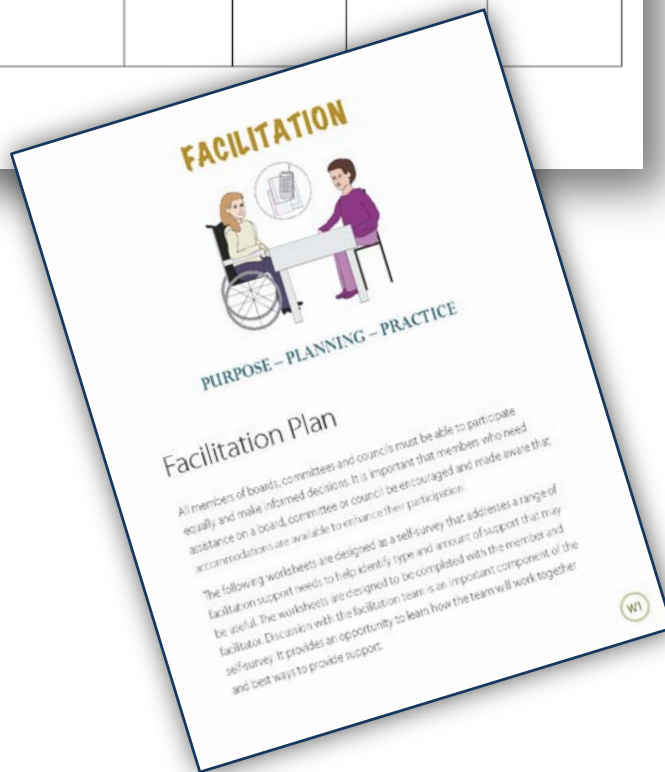 FACILITATION
PURPOSE – PLANNING – PRACTICE
Facilitation Plan
All members of boards, committees and councils must be able to participate
equally and make informed decisions. It is important that members who need
assistance on a board, committee or council be encouraged and made aware that
accommodations are available to enhance their participation.
The following worksheets are designed as a self-survey that addresses a range of
facilitation support needs to help identify type and amount of support that may
be useful. The worksheets are designed to be completed with the member and
facilitator. Discussion with the facilitation team is an important component of the
self-survey. It provides an opportunity to learn how the team will work together
and best ways to provide support.
W1